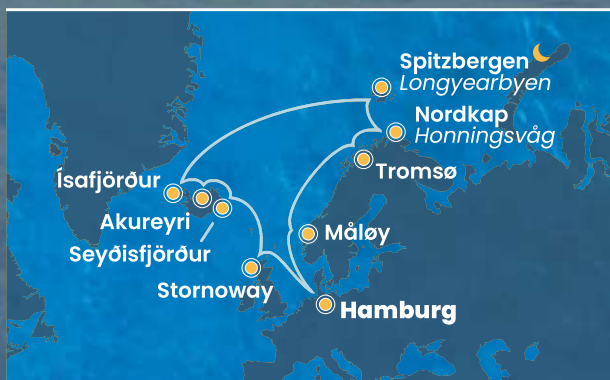 Spitzbergen
Longyearbyen
Nordkap
Honningsvåg
Tromsø
Ísafjörður
Akureyri
Seyðisfjörður
Måløy
Stornoway
Hamburg